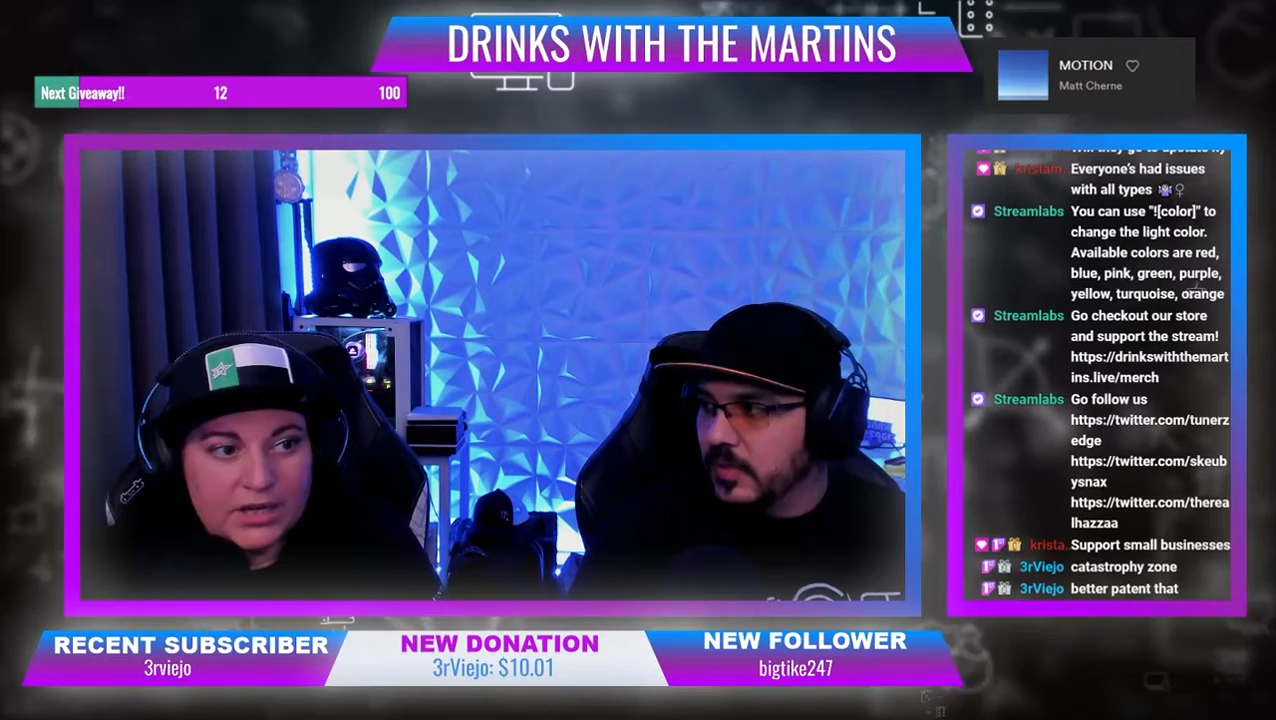 DRINKS WITH THE MARTINS
MOTION
Matt Cherne
Next Giveaway!! 12 100
Everyone's had issues
with all types
Streamlabs You can use "![color]" to
change the light color.
Available colors are red,
blue, pink, green, purple,
yellow, turquoise, orange
Streamlabs Go checkout our store
and support the stream!
https://drinkswiththemart
ins.live/merch
Streamlabs Go follow us
https://twitter.com/tunerz
edge
https://twitter.com/skeub
ysnax
https://twitter.com/therea
lhazzaa
krista. Support small businesses
3rViejo catastrophy zone
3rViejo better patent that
RECENT SUBSCRIBER
3rviejo
NEW DONATION
3rViejo: $10.01
NEW FOLLOWER
bigtike247